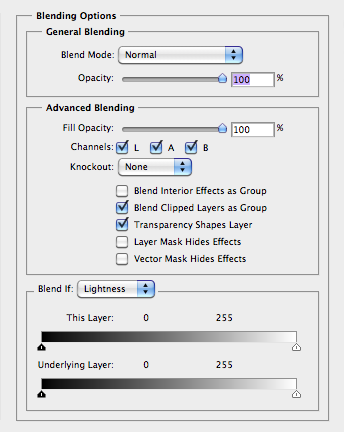 Blending Options
General Blending
Blend Mode: Normal
Opacity: 100 %
Advanced Blending
Fill Opacity: 100 %
Channels: L A B
Knockout: None
Blend Interior Effects as Group
Blend Clipped Layers as Group
Transparency Shapes Layer
Layer Mask Hides Effects
Vector Mask Hides Effects
Blend If: Lightness
This Layer: 0 255
Underlying Layer: 0 255